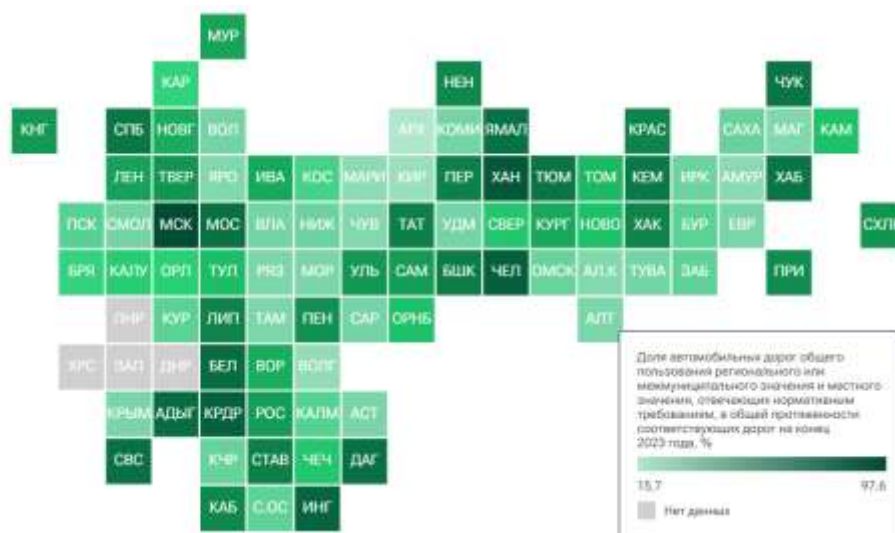 МУР
КАР НЕН ЧУК
КНГ СПБ НОВГ ВОЛ АРХ КОМИ ЯМАЛ КРАС САХА МАГ КАМ
ЛЕН ТВЕР ЯРО ИВА КОС МАРИ КИР ПЕР ХАН ТЮМ ТОМ КЕМ ИРК АМУР ХАБ
ПСК СМОЛ МСК МОС ВЛА НИЖ ЧУВ ТАТ УДМ СВЕР КУРГ НОВО ХАК БУР ЕВР СХЛН
БРЯ КАЛУ ОРЛ ТУЛ РЯЗ МОР УЛЬ САМ БШК ЧЕЛ ОМСК АЛ.К ТУВА ЗАБ ПРИ
ЛНР КУР ЛИП ТАМ ПЕН САР ОРНБ АЛТ
ХРС ЗАП ДНР БЕЛ ВОР ВОЛГ
КРЫМ АДЫГ КРДР РОС КАЛМ АСТ
СВС КЧР СТАВ ЧЕЧ ДАГ
КАБ С.ОС ИНГ
Доля автомобильных дорог общего
пользования регионального или
межмуниципального значения и местного
значения, отвечающих нормативным
требованиям, в общей протяженности
соответствующих дорог на конец
2023 года, %
15,7 97,6
Нет данных